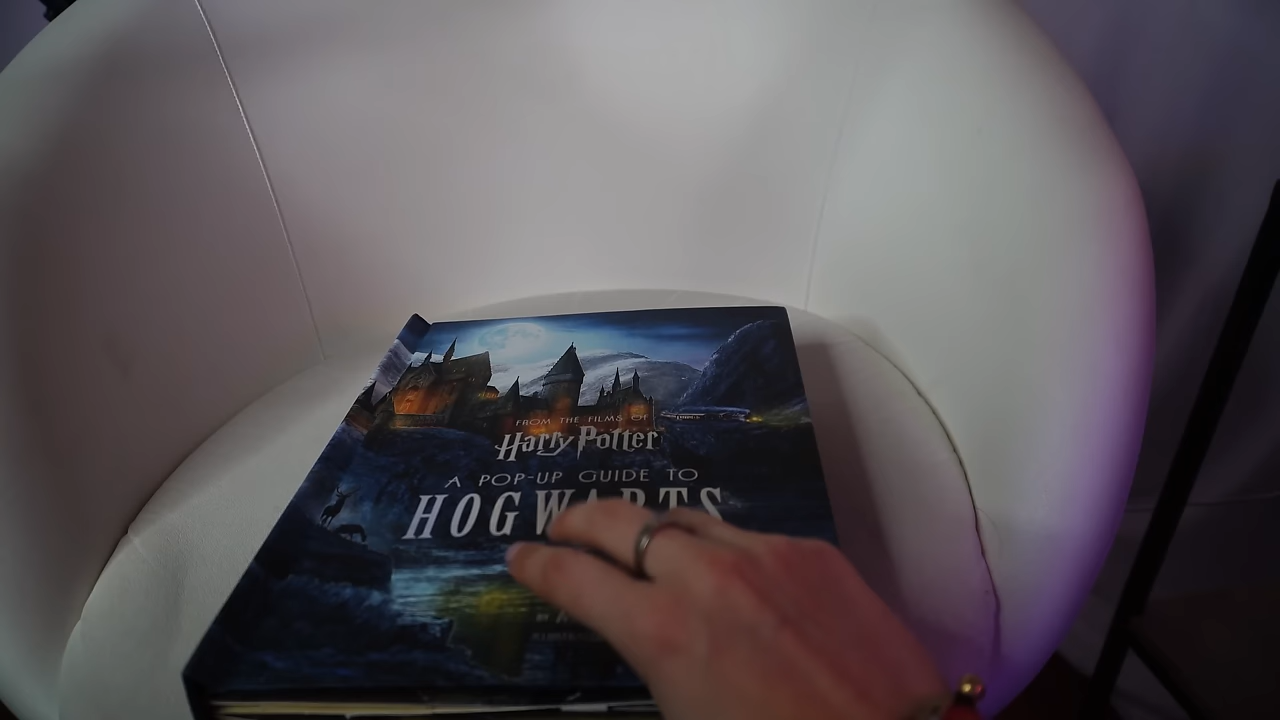 FROM THE FILMS OF
Harry Potter
A POP-UP GUIDE TO
HOGWARTS